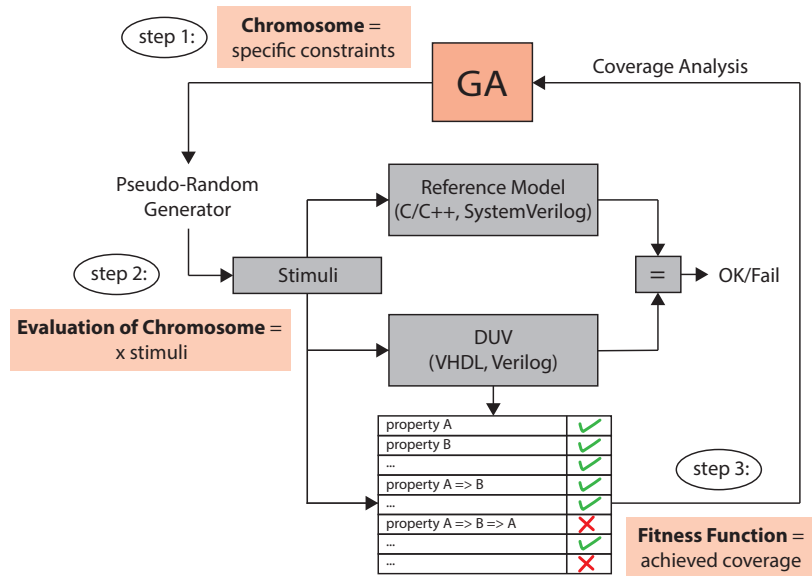 step 1:
Chromosome =
specific constraints
GA
Coverage Analysis
Pseudo-Random
Generator
Reference Model
(C/C++, SystemVerilog)
step 2:
Stimuli
=
OK/Fail
Evaluation of Chromosome =
x stimuli
DUV
(VHDL, Verilog)
property A
property B
...
property A => B
...
property A => B => A
...
...
step 3:
Fitness Function =
achieved coverage